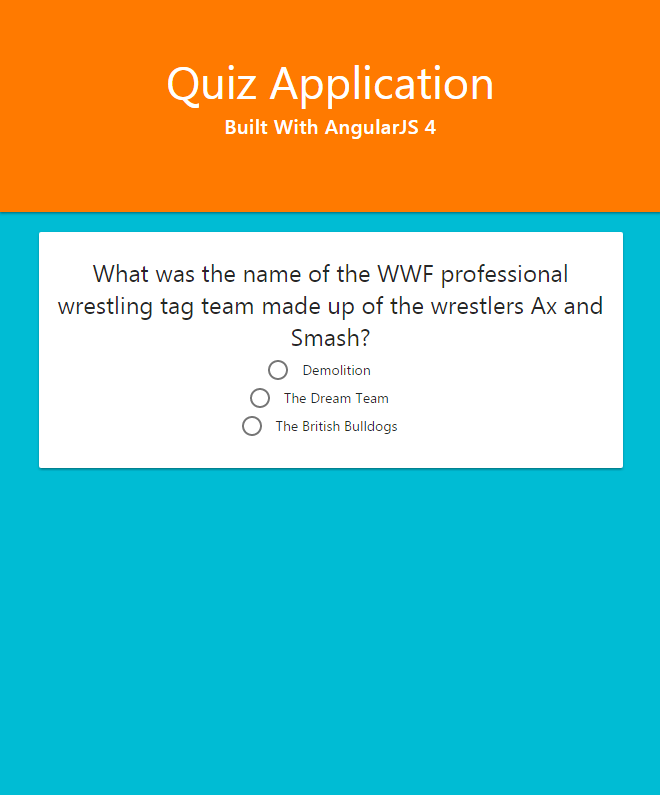 Quiz Application
Built With AngularJS 4
What was the name of the WWF professional
wrestling tag team made up of the wrestlers Ax and
Smash?
Demolition
The Dream Team
The British Bulldogs